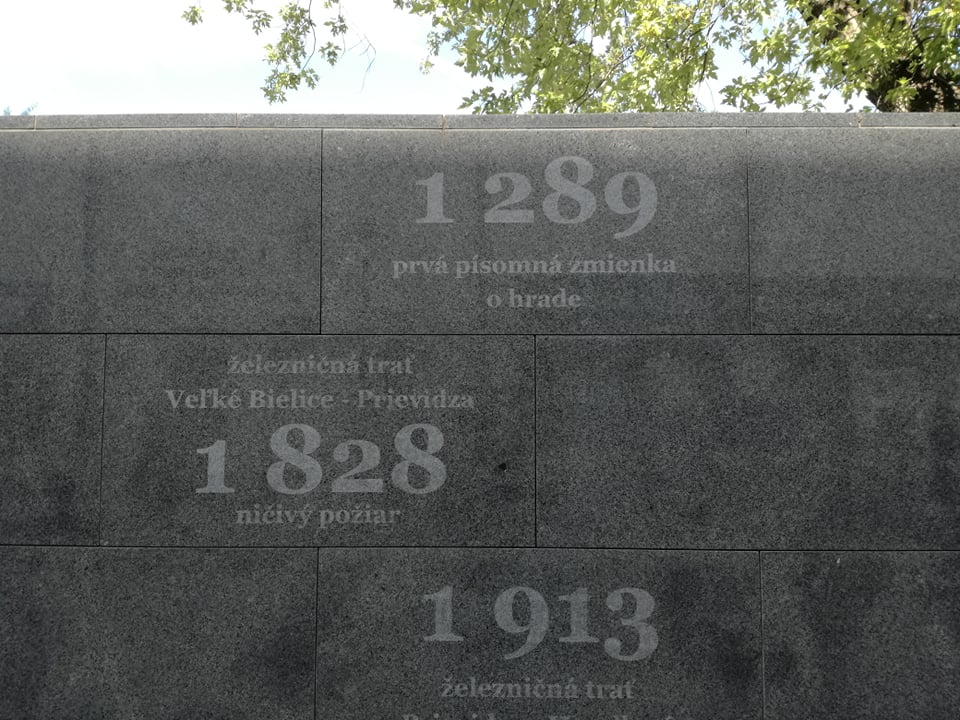 1 289
prvá písomná zmienka
o hrade
železničná trať
Veľké Bielice - Prievidza
1 828
ničivý požiar
1 913
železničná trať